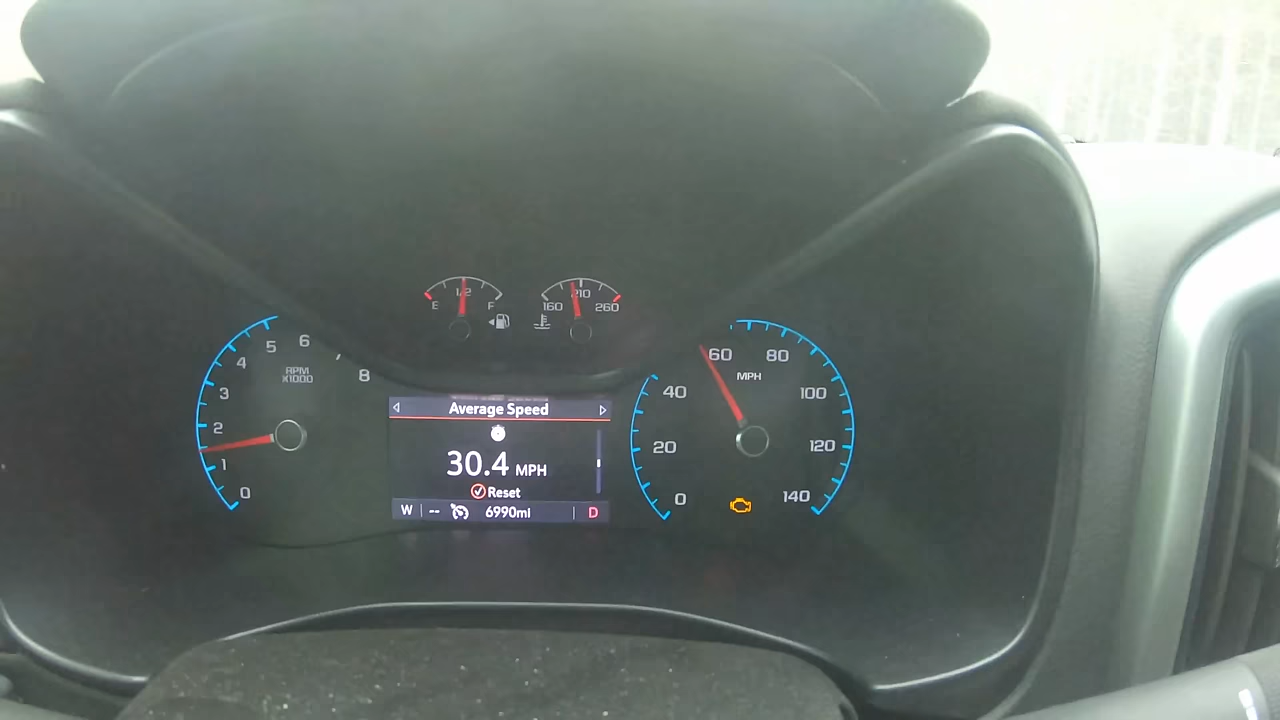 1/2
E F
210
160 260
5 6
4
RPM
X1000
3
8
2
1
0
Average Speed
30.4 MPH
Reset
W -- 6990mi D
60 80
MPH
40 100
20 120
0 140